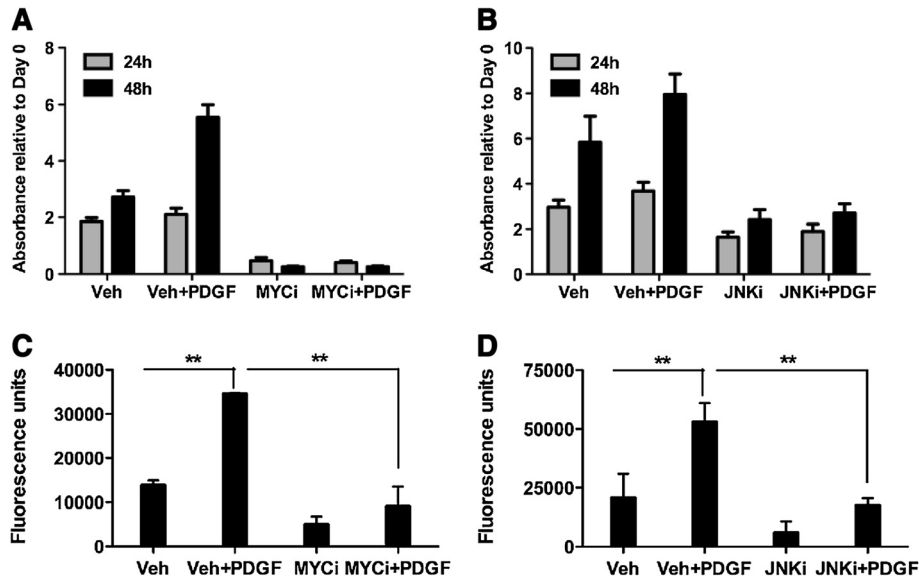 A
Absorbance relative to Day 0
8
6
4
2
0
24h
48h
Veh Veh+PDGF MYCi MYCi+PDGF
B
Absorbance relative to Day 0
10
8
6
4
2
0
24h
48h
Veh Veh+PDGF JNKi JNKi+PDGF
C
Fluorescence units
40000
30000
20000
10000
0
** **
Veh Veh+PDGF MYCi MYCi+PDGF
D
Fluorescence units
75000
50000
25000
0
** **
Veh Veh+PDGF JNKi JNKi+PDGF